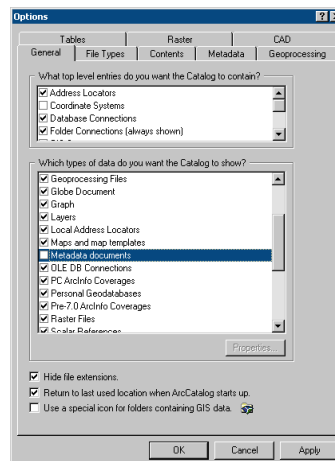 Options
Tables Raster CAD
General File Types Contents Metadata Geoprocessing
What top level entries do you want the Catalog to contain?
Address Locators
Coordinate Systems
Database Connections
Folder Connections (always shown)
Which types of data do you want the Catalog to show?
Geoprocessing Files
Globe Document
Graph
Layers
Local Address Locators
Maps and map templates
Metadata documents
OLE DB Connections
PC ArcInfo Coverages
Personal Geodatabases
Pre-7.0 ArcInfo Coverages
Raster Files
Scalar References
Properties...
Hide file extensions.
Return to last used location when ArcCatalog starts up.
Use a special icon for folders containing GIS data.
OK Cancel Apply